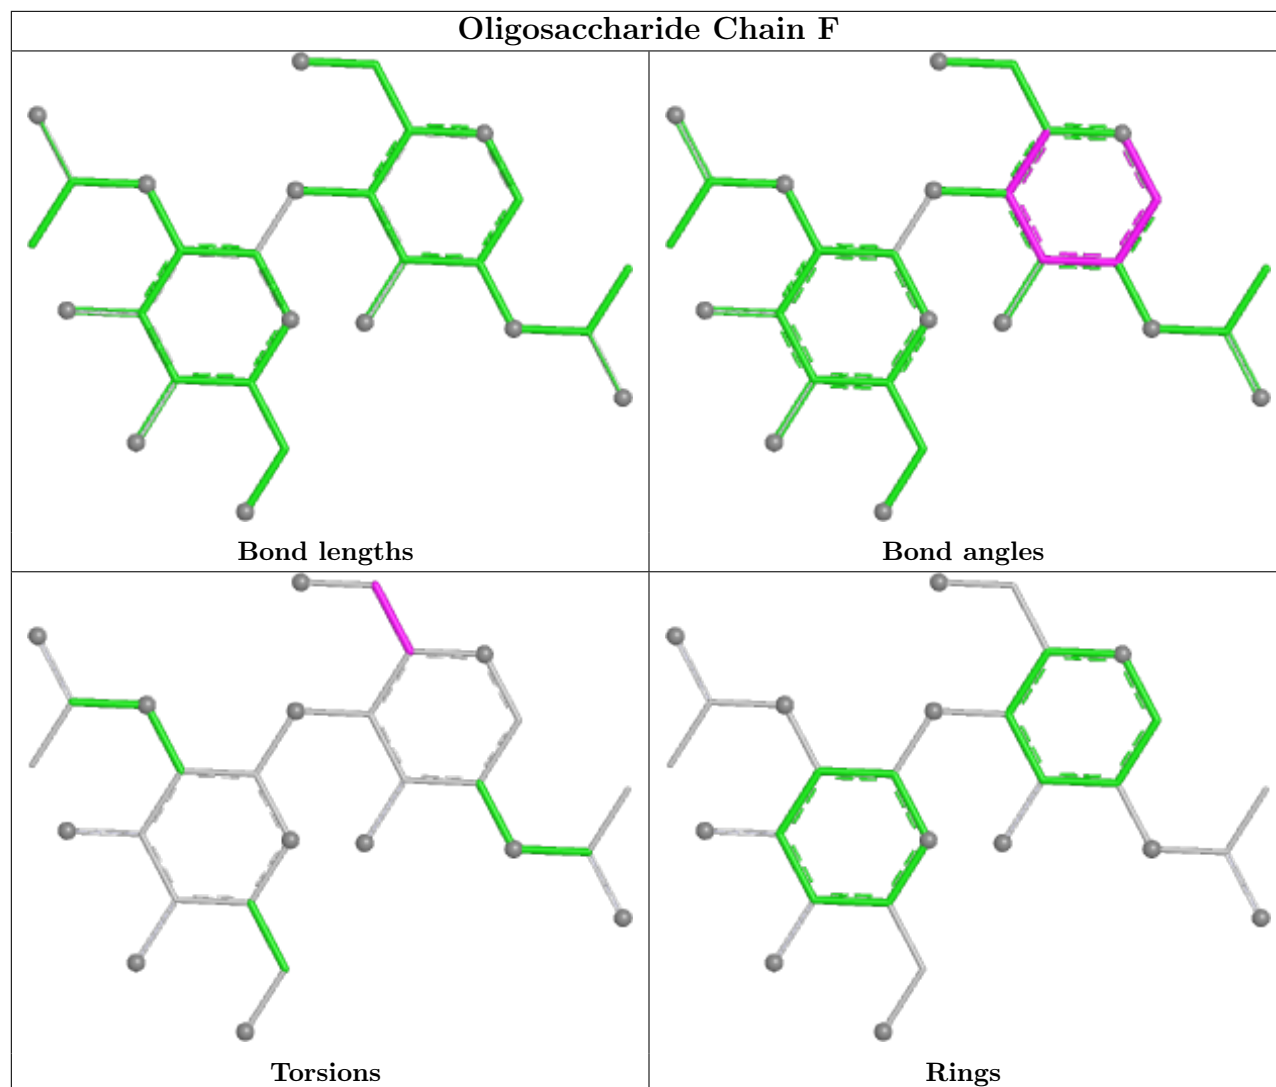 Oligosaccharide Chain F
Bond lengths
Bond angles
Torsions
Rings